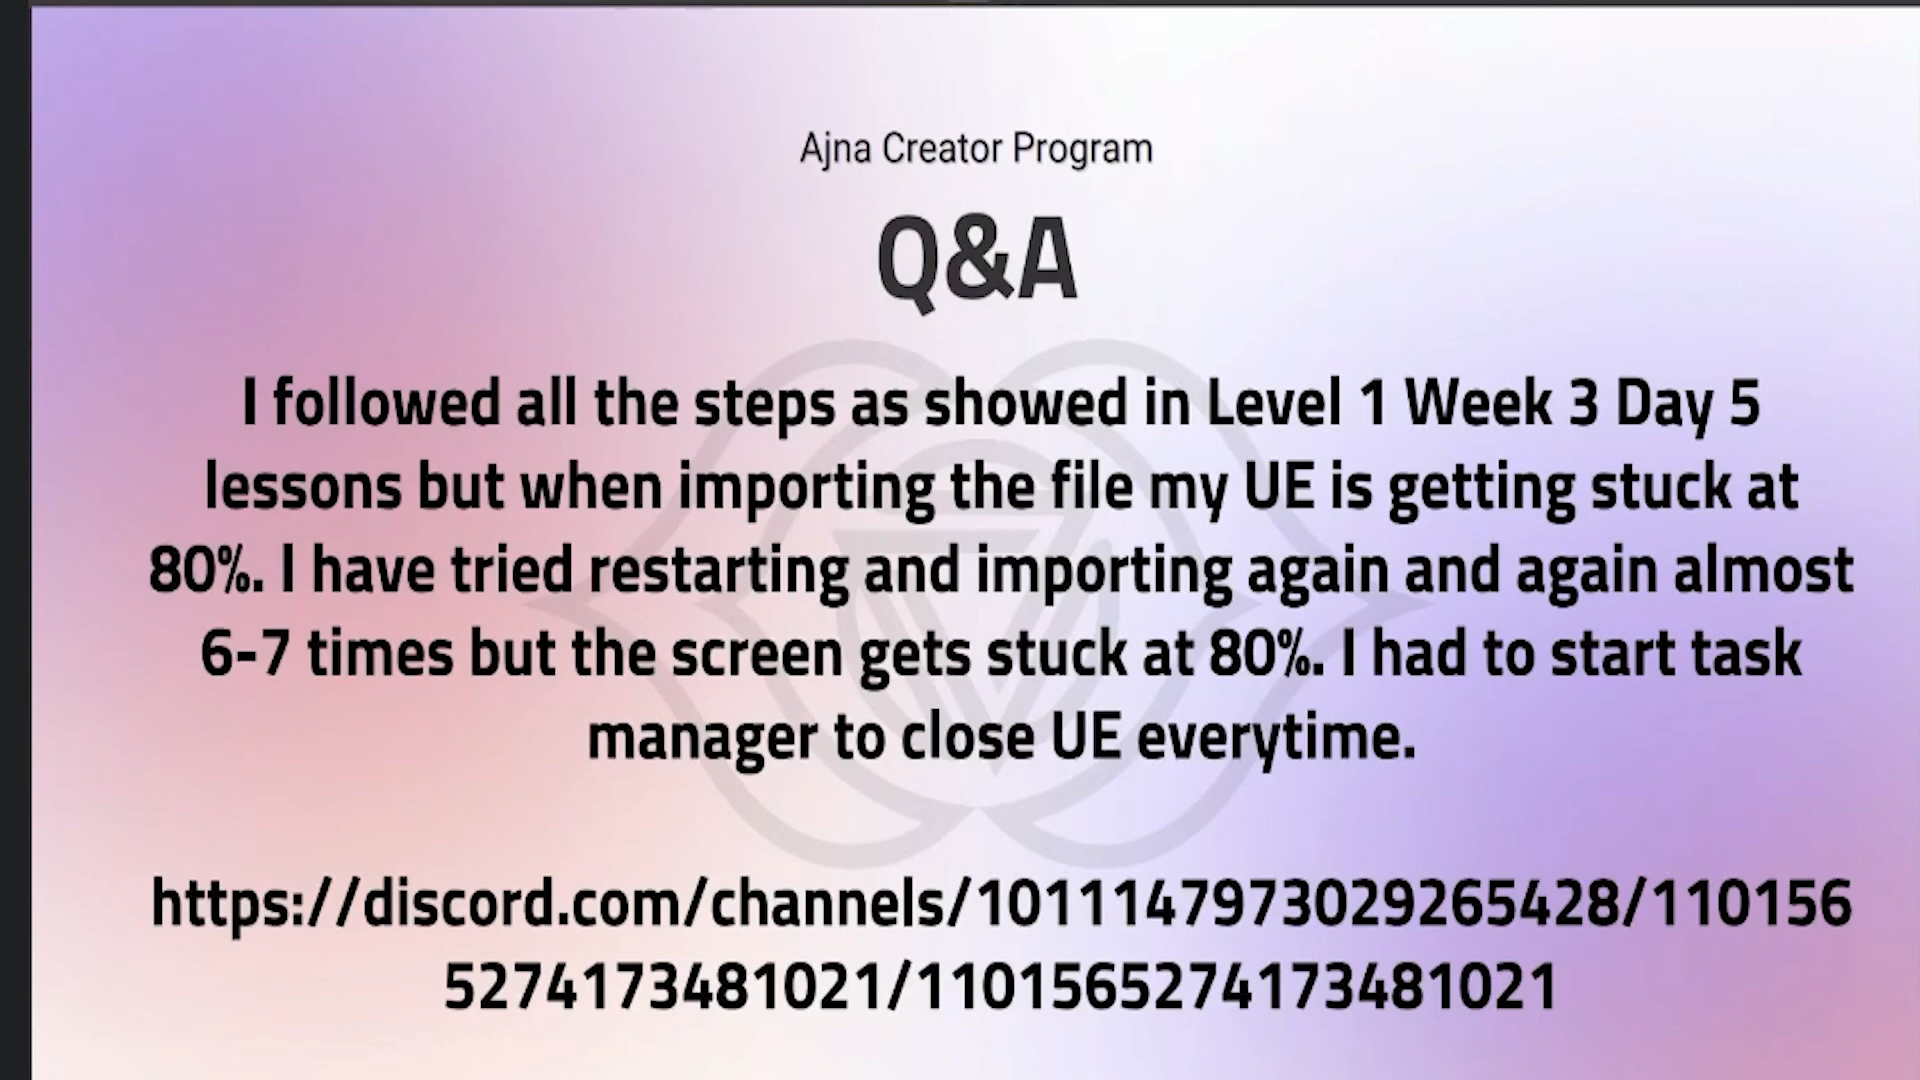 Ajna Creator Program
Q&A
I followed all the steps as showed in Level 1 Week 3 Day 5
lessons but when importing the file my UE is getting stuck at
80%. I have tried restarting and importing again and again almost
6-7 times but the screen gets stuck at 80%. I had to start task
manager to close UE everytime.
https://discord.com/channels/1011147973029265428/110156
5274173481021/1101565274173481021